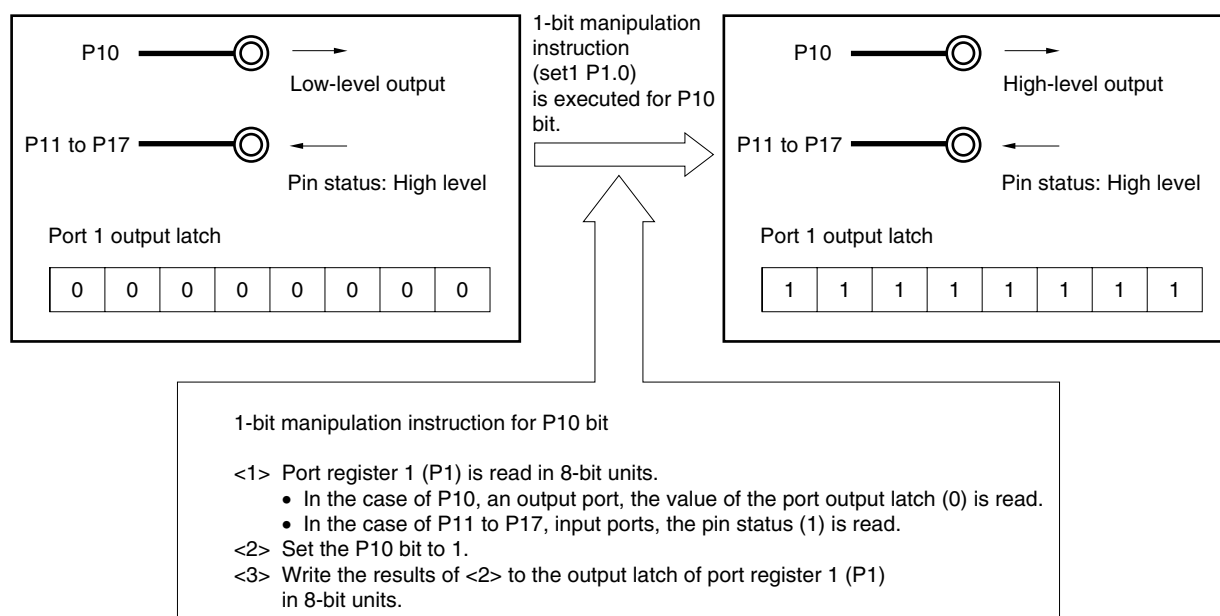 P10
Low-level output
P11 to P17
Pin status: High level
Port 1 output latch
0 0 0 0 0 0 0 0
1-bit manipulation
instruction
(set1 P1.0)
is executed for P10
bit.
P10
High-level output
P11 to P17
Pin status: High level
Port 1 output latch
1 1 1 1 1 1 1 1
1-bit manipulation instruction for P10 bit
<1> Port register 1 (P1) is read in 8-bit units.
• In the case of P10, an output port, the value of the port output latch (0) is read.
• In the case of P11 to P17, input ports, the pin status (1) is read.
<2> Set the P10 bit to 1.
<3> Write the results of <2> to the output latch of port register 1 (P1)
in 8-bit units.